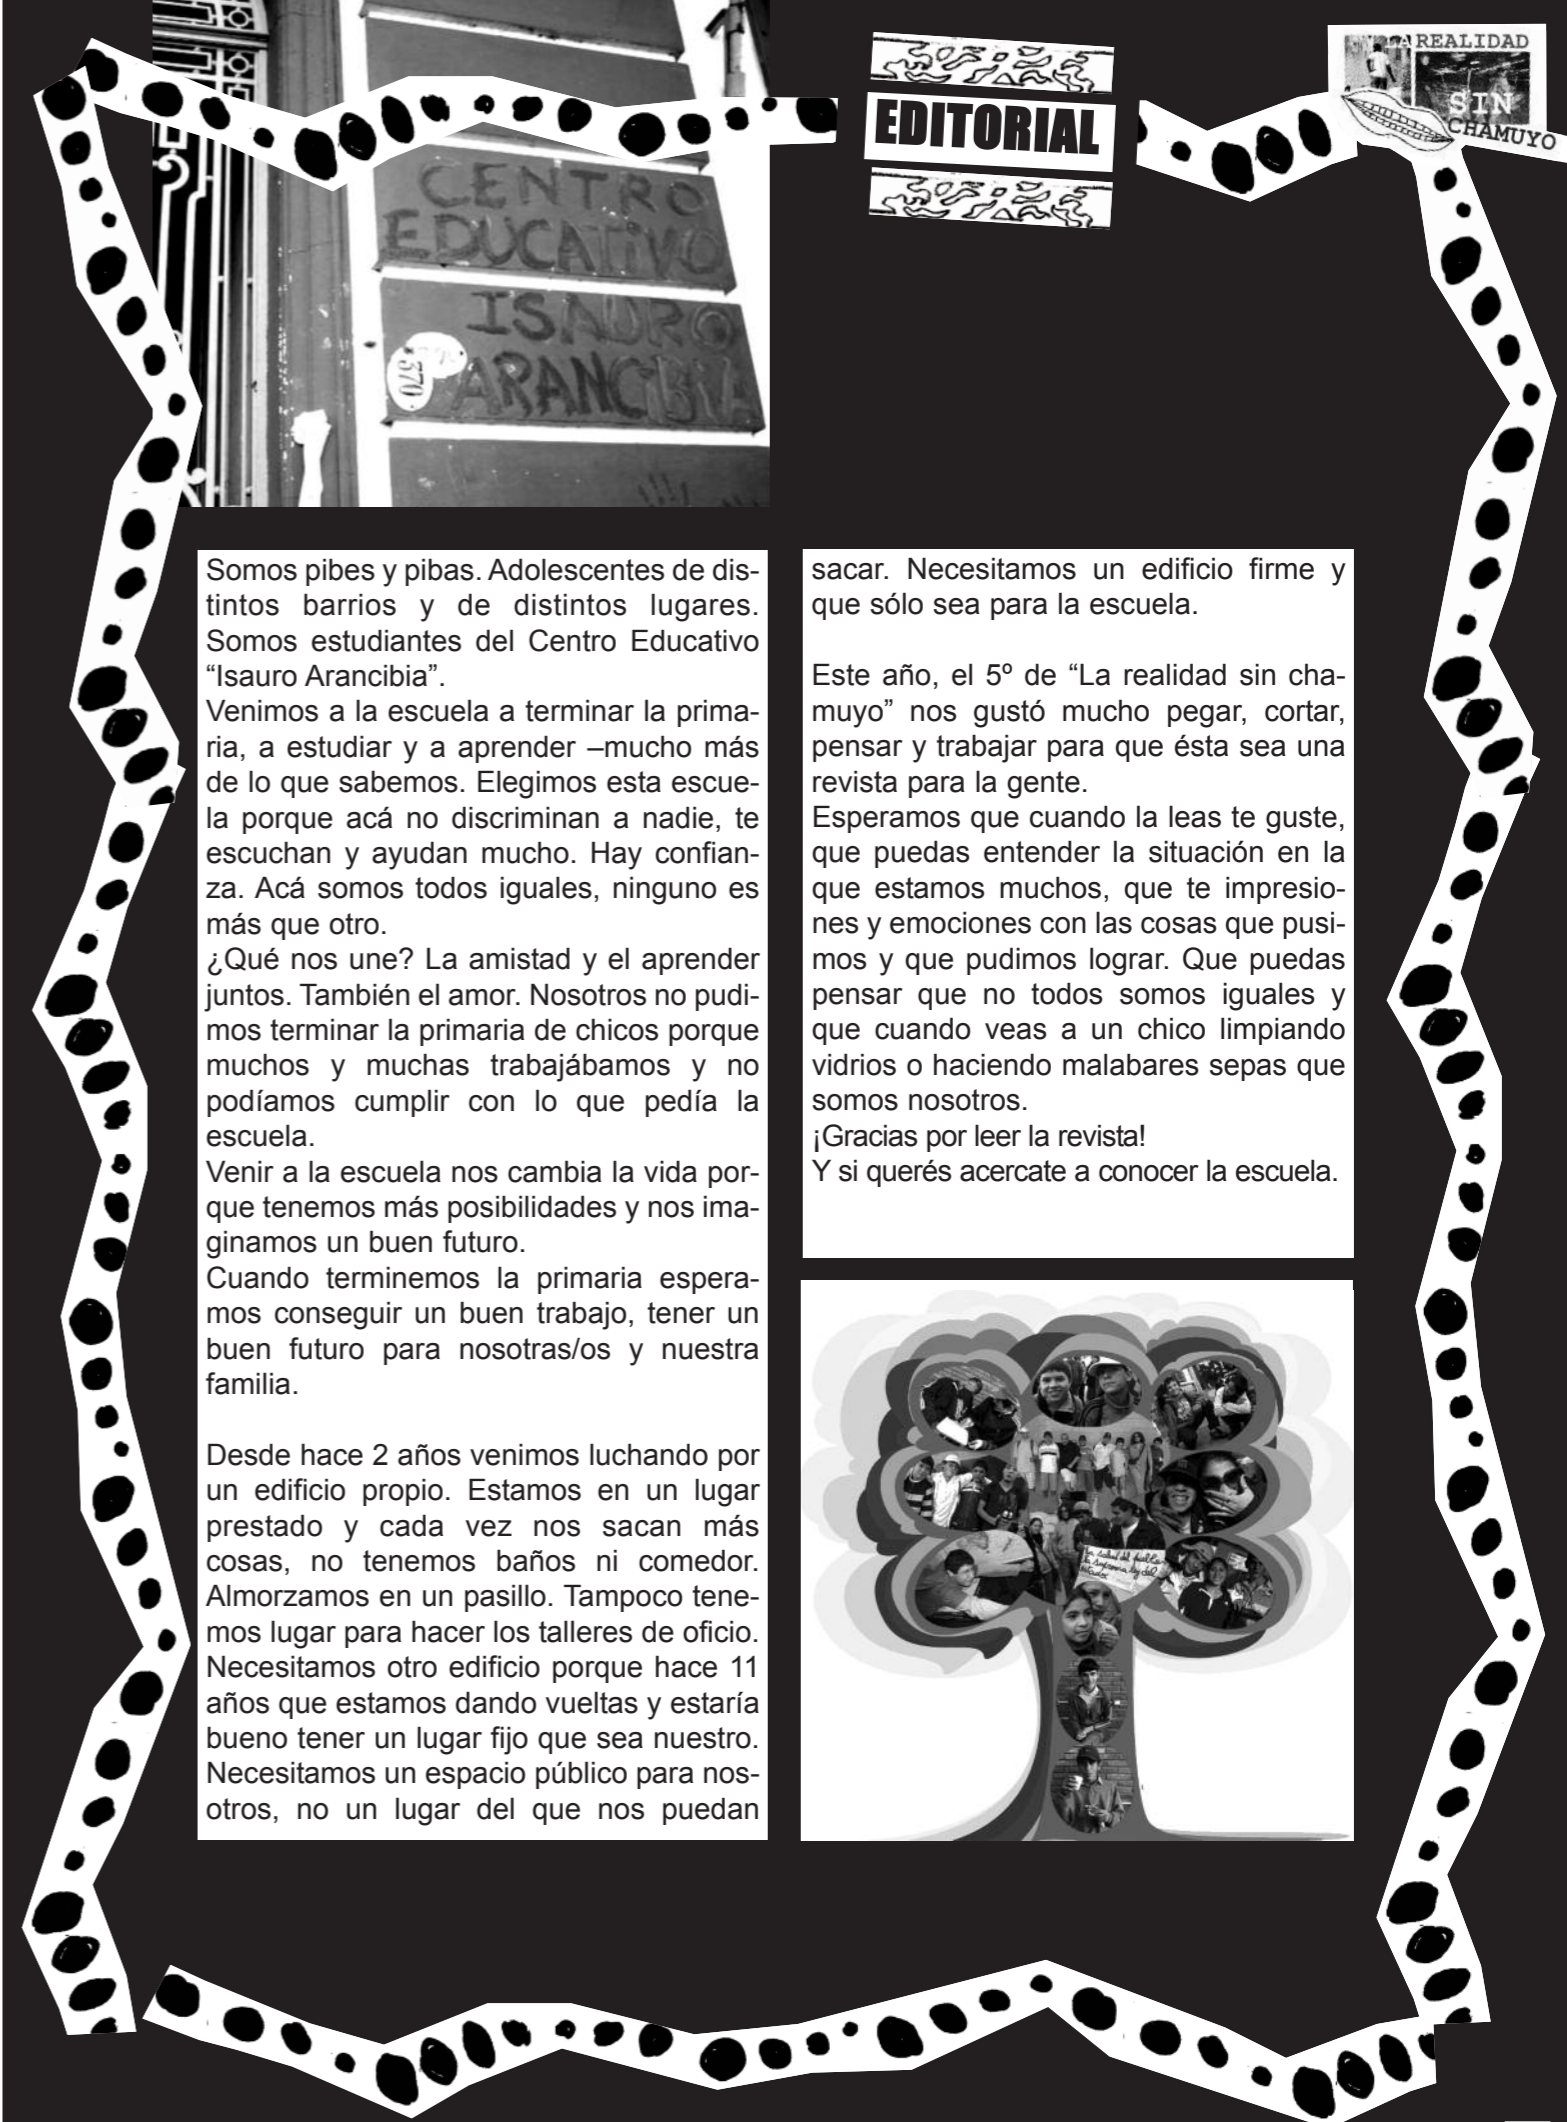 EDITORIAL
LA REALIDAD
SIN
CHAMUYO
CENTRO
EDUCATIVO
ISAURO
ARANCIBIA
570
Somos pibes y pibas. Adolescentes de dis-
tintos barrios y de distintos lugares.
Somos estudiantes del Centro Educativo
“Isauro Arancibia”.
Venimos a la escuela a terminar la prima-
ria, a estudiar y a aprender –mucho más
de lo que sabemos. Elegimos esta escue-
la porque acá no discriminan a nadie, te
escuchan y ayudan mucho. Hay confian-
za. Acá somos todos iguales, ninguno es
más que otro.
¿Qué nos une? La amistad y el aprender
juntos. También el amor. Nosotros no pudi-
mos terminar la primaria de chicos porque
muchos y muchas trabajábamos y no
podíamos cumplir con lo que pedía la
escuela.
Venir a la escuela nos cambia la vida por-
que tenemos más posibilidades y nos ima-
ginamos un buen futuro.
Cuando terminemos la primaria espera-
mos conseguir un buen trabajo, tener un
buen futuro para nosotras/os y nuestra
familia.
Desde hace 2 años venimos luchando por
un edificio propio. Estamos en un lugar
prestado y cada vez nos sacan más
cosas, no tenemos baños ni comedor.
Almorzamos en un pasillo. Tampoco tene-
mos lugar para hacer los talleres de oficio.
Necesitamos otro edificio porque hace 11
años que estamos dando vueltas y estaría
bueno tener un lugar fijo que sea nuestro.
Necesitamos un espacio público para nos-
otros, no un lugar del que nos puedan
sacar. Necesitamos un edificio firme y
que sólo sea para la escuela.
Este año, el 5º de “La realidad sin cha-
muyo” nos gustó mucho pegar, cortar,
pensar y trabajar para que ésta sea una
revista para la gente.
Esperamos que cuando la leas te guste,
que puedas entender la situación en la
que estamos muchos, que te impresio-
nes y emociones con las cosas que pusi-
mos y que pudimos lograr. Que puedas
pensar que no todos somos iguales y
que cuando veas a un chico limpiando
vidrios o haciendo malabares sepas que
somos nosotros.
¡Gracias por leer la revista!
Y si querés acercate a conocer la escuela.
La salud del pueblo
la suprema ley del